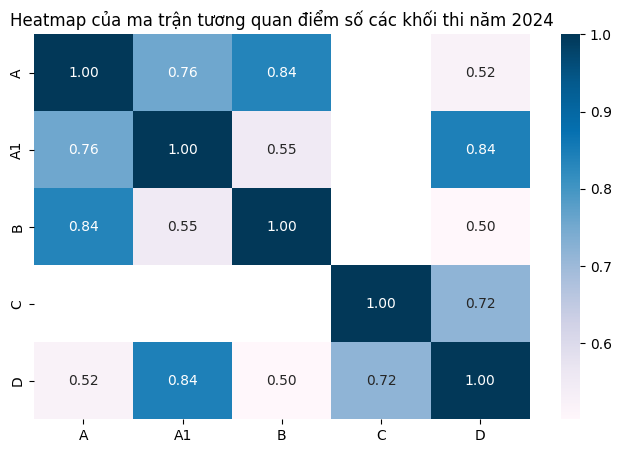 Heatmap của ma trận tương quan điểm số các khối thi năm 2024
A 1.00 0.76 0.84 0.52
A1 0.76 1.00 0.55 0.84
B 0.84 0.55 1.00 0.50
C 1.00 0.72
D 0.52 0.84 0.50 0.72 1.00
A A1 B C D
1.0
0.9
0.8
0.7
0.6